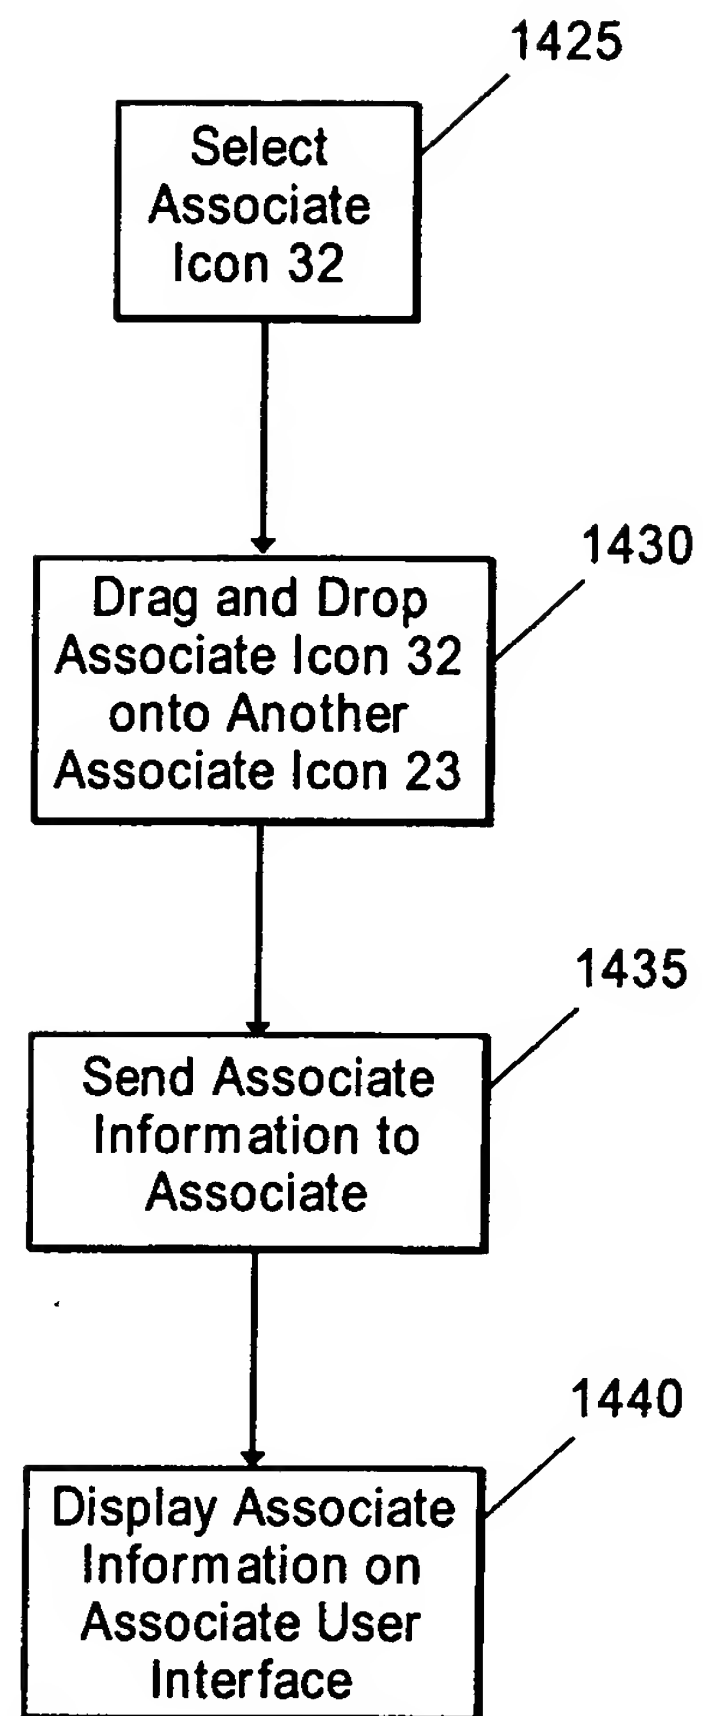 1425
Select
Associate
Icon 32
1430
Drag and Drop
Associate Icon 32
onto Another
Associate Icon 23
1435
Send Associate
Information to
Associate
1440
Display Associate
Information on
Associate User
Interface